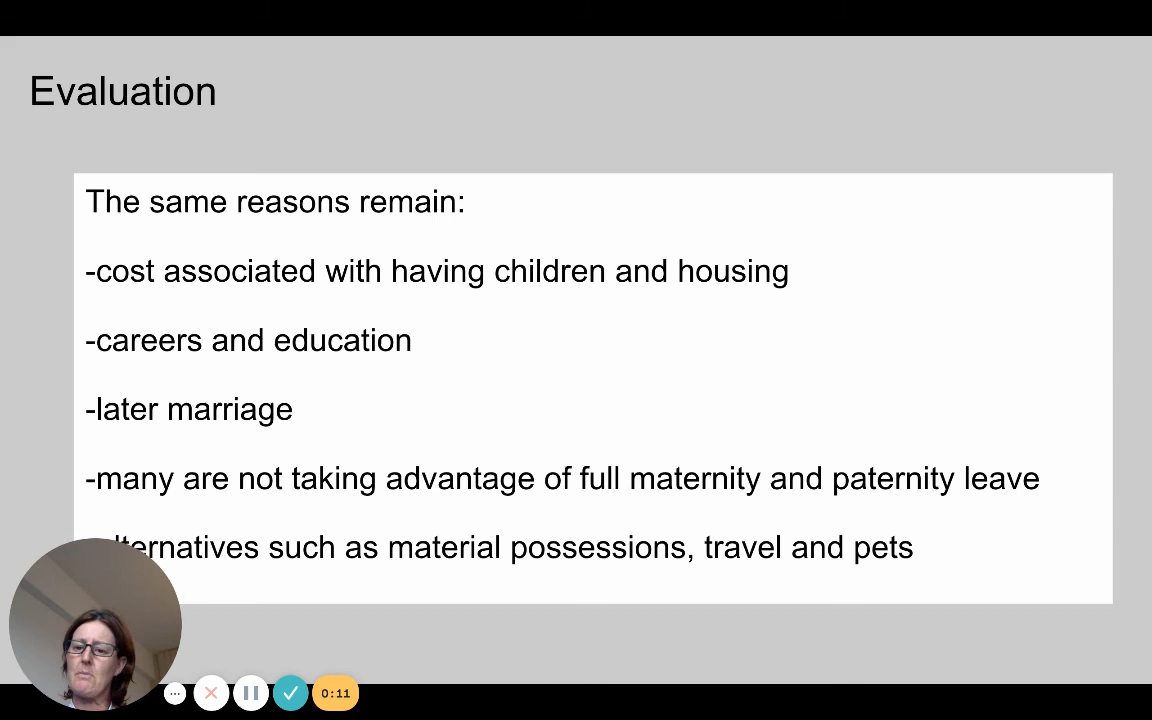 Evaluation
The same reasons remain:
-cost associated with having children and housing
-careers and education
-later marriage
-many are not taking advantage of full maternity and paternity leave
such as material possessions, travel and pets
0:11